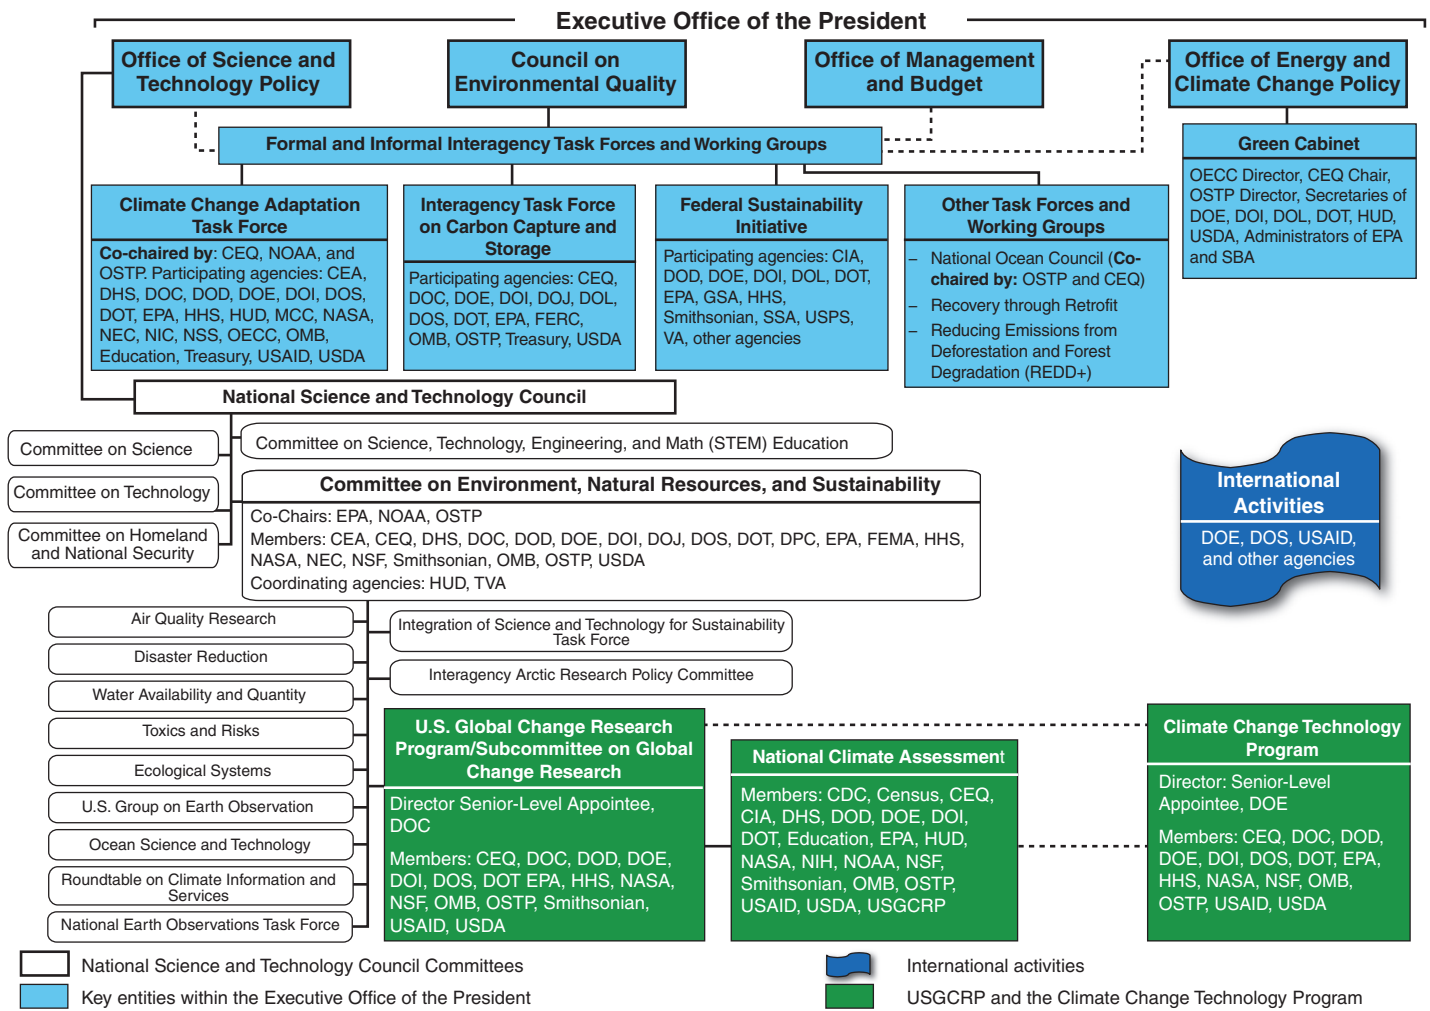 Executive Office of the President
Office of Science and
Technology Policy
Council on
Environmental Quality
Office of Management
and Budget
Office of Energy and
Climate Change Policy
Formal and Informal Interagency Task Forces and Working Groups
Green Cabinet
OECC Director, CEQ Chair,
OSTP Director, Secretaries of
DOE, DOI, DOL, DOT, HUD,
USDA, Administrators of EPA
and SBA
Climate Change Adaptation
Task Force
Co-chaired by: CEQ, NOAA, and
OSTP. Participating agencies: CEA,
DHS, DOC, DOD, DOE, DOI, DOS,
DOT, EPA, HHS, HUD, MCC, NASA,
NEC, NIC, NSS, OECC, OMB,
Education, Treasury, USAID, USDA
Interagency Task Force
on Carbon Capture and
Storage
Participating agencies: CEQ,
DOC, DOE, DOI, DOJ, DOL,
DOS, DOT, EPA, FERC,
OMB, OSTP, Treasury, USDA
Federal Sustainability
Initiative
Participating agencies: CIA,
DOD, DOE, DOI, DOL, DOT,
EPA, GSA, HHS,
Smithsonian, SSA, USPS,
VA, other agencies
Other Task Forces and
Working Groups
– National Ocean Council (Co-
chaired by: OSTP and CEQ)
– Recovery through Retrofit
– Reducing Emissions from
Deforestation and Forest
Degradation (REDD+)
National Science and Technology Council
Committee on Science
Committee on Science, Technology, Engineering, and Math (STEM) Education
Committee on Technology
Committee on Homeland
and National Security
Committee on Environment, Natural Resources, and Sustainability
Co-Chairs: EPA, NOAA, OSTP
Members: CEA, CEQ, DHS, DOC, DOD, DOE, DOI, DOJ, DOS, DOT, DPC, EPA, FEMA, HHS,
NASA, NEC, NSF, Smithsonian, OMB, OSTP, USDA
Coordinating agencies: HUD, TVA
International
Activities
DOE, DOS, USAID,
and other agencies
Air Quality Research
Disaster Reduction
Water Availability and Quantity
Toxics and Risks
Ecological Systems
U.S. Group on Earth Observation
Ocean Science and Technology
Roundtable on Climate Information and
Services
National Earth Observations Task Force
Integration of Science and Technology for Sustainability
Task Force
Interagency Arctic Research Policy Committee
U.S. Global Change Research
Program/Subcommittee on Global
Change Research
Director Senior-Level Appointee,
DOC
Members: CEQ, DOC, DOD, DOE,
DOI, DOS, DOT EPA, HHS, NASA,
NSF, OMB, OSTP, Smithsonian,
USAID, USDA
National Climate Assessment
Members: CDC, Census, CEQ,
CIA, DHS, DOD, DOE, DOI,
DOT, Education, EPA, HUD,
NASA, NIH, NOAA, NSF,
Smithsonian, OMB, OSTP,
USAID, USDA, USGCRP
Climate Change Technology
Program
Director: Senior-Level
Appointee, DOE
Members: CEQ, DOC, DOD,
DOE, DOI, DOS, DOT, EPA,
HHS, NASA, NSF, OMB,
OSTP, USAID, USDA
National Science and Technology Council Committees
Key entities within the Executive Office of the President
International activities
USGCRP and the Climate Change Technology Program